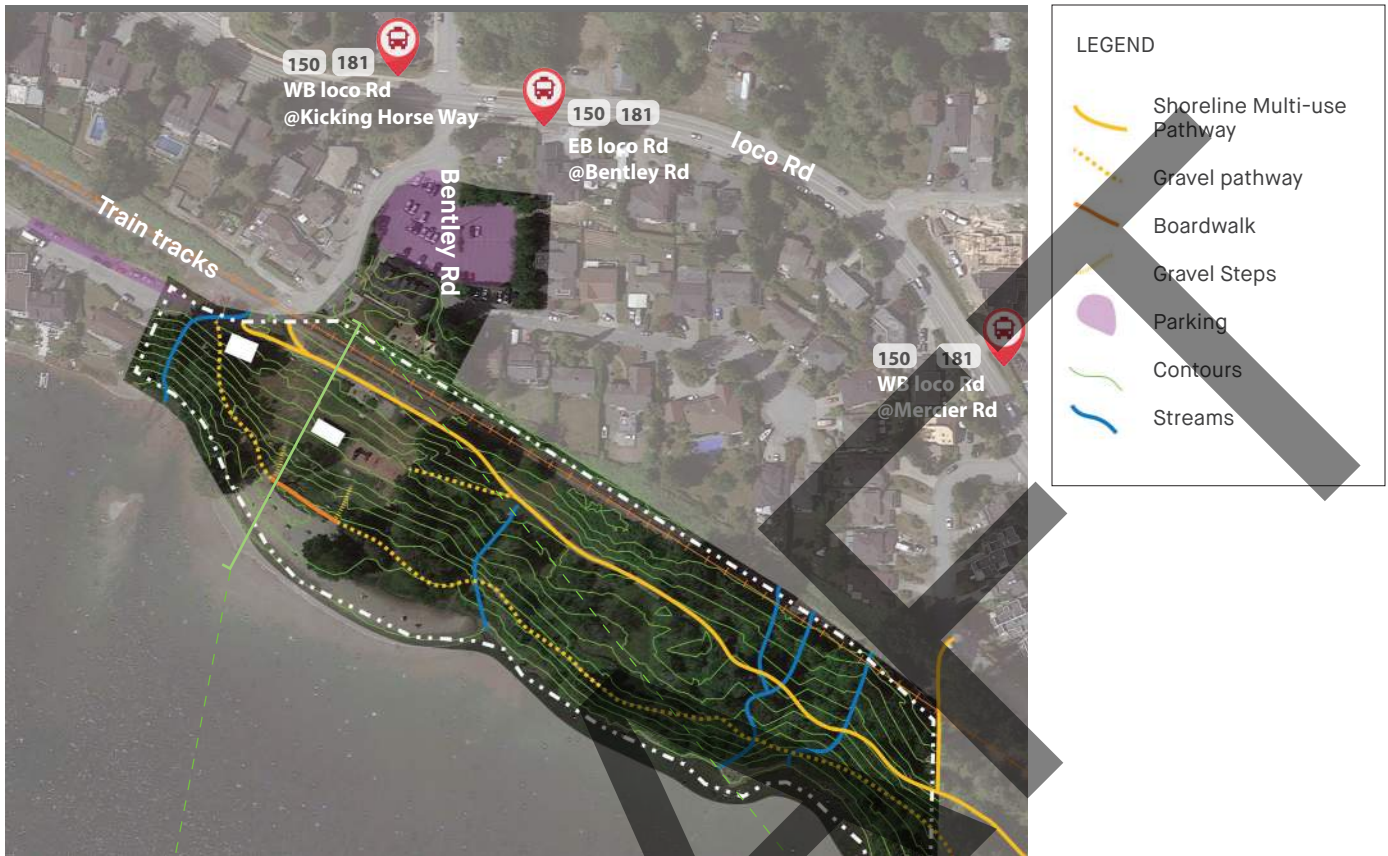 150 181
WB Ioco Rd
@Kicking Horse Way
150 181
EB Ioco Rd
@Bentley Rd
Ioco Rd
Bentley Rd
Train tracks
150 181
WB Ioco Rd
@Mercier Rd
LEGEND
Shoreline Multi-use
Pathway
Gravel pathway
Boardwalk
Gravel Steps
Parking
Contours
Streams